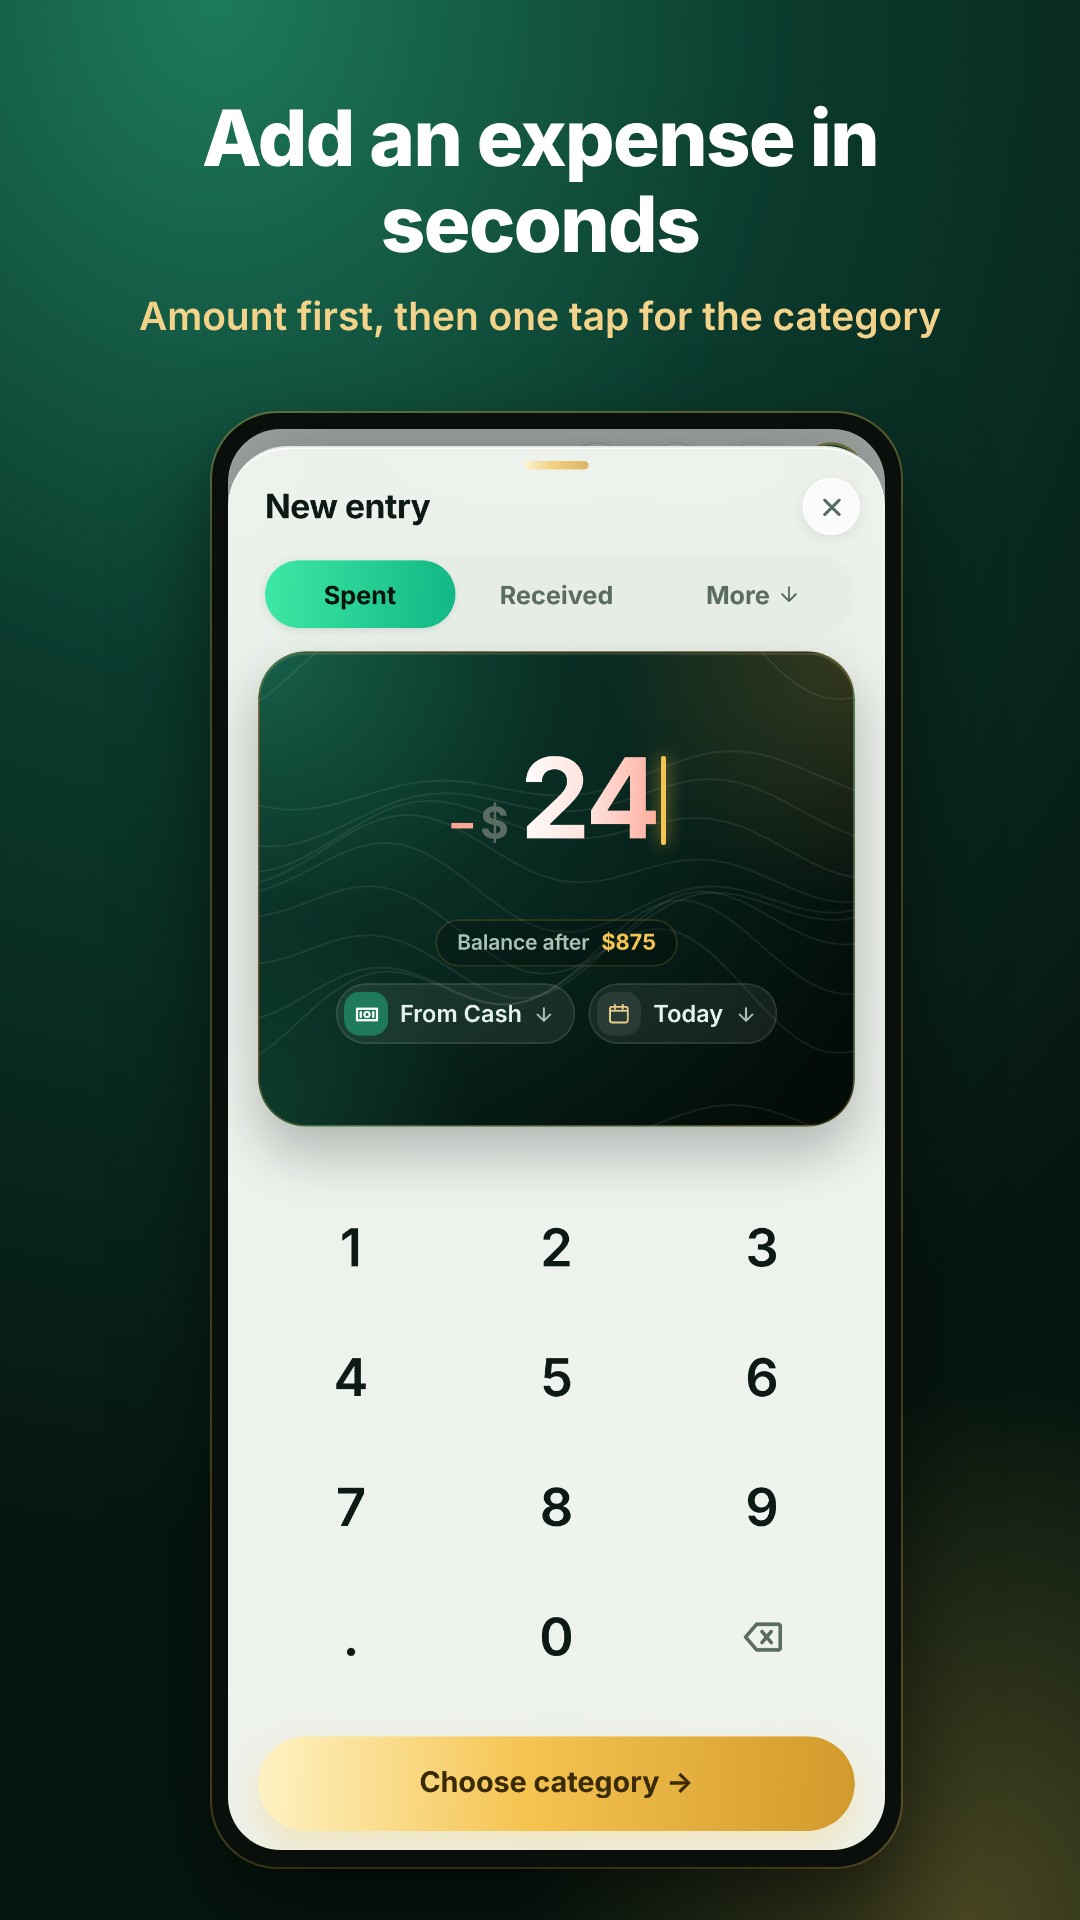 Add an expense in
seconds
Amount first, then one tap for the category
New entry
Spent Received More ↓
-$ 24
Balance after $875
From Cash ↓ Today ↓
1 2 3
4 5 6
7 8 9
. 0
Choose category →